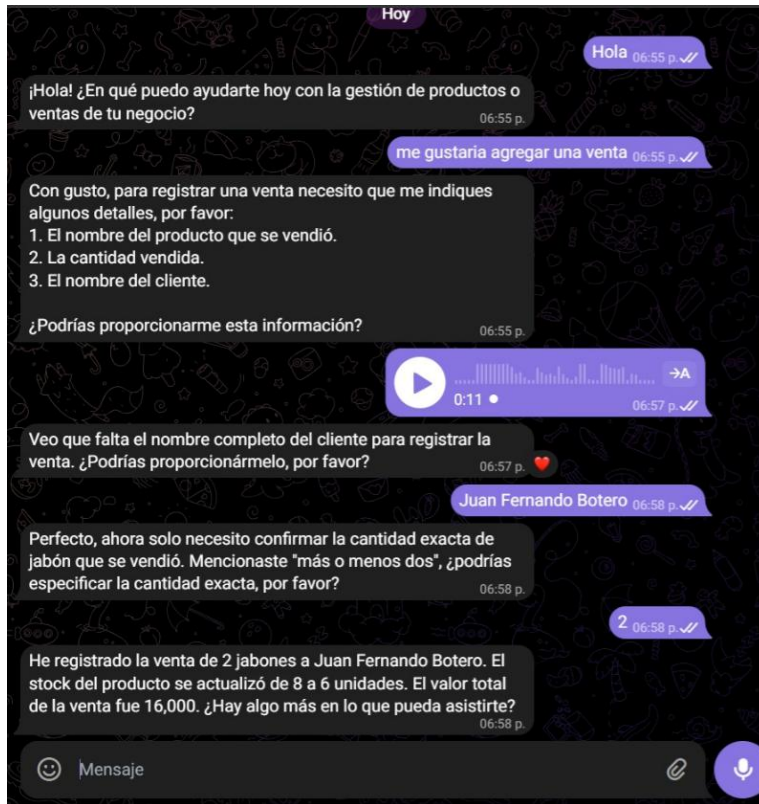 Hoy
Hola 06:55 p.
¡Hola! ¿En qué puedo ayudarte hoy con la gestión de productos o
ventas de tu negocio?
06:55 p.
me gustaria agregar una venta 06:55 p.
Con gusto, para registrar una venta necesito que me indiques
algunos detalles, por favor:
1. El nombre del producto que se vendió.
2. La cantidad vendida.
3. El nombre del cliente.
¿Podrías proporcionarme esta información?
06:55 p.
→A
0:11
06:57 p.
Veo que falta el nombre completo del cliente para registrar la
venta. ¿Podrías proporcionármelo, por favor?
06:57 p.
Juan Fernando Botero 06:58 p.
Perfecto, ahora solo necesito confirmar la cantidad exacta de
jabón que se vendió. Mencionaste "más o menos dos", ¿podrías
especificar la cantidad exacta, por favor?
06:58 p.
2 06:58 p.
He registrado la venta de 2 jabones a Juan Fernando Botero. El
stock del producto se actualizó de 8 a 6 unidades. El valor total
de la venta fue 16,000. ¿Hay algo más en lo que pueda asistirte?
06:58 p.
Mensaje